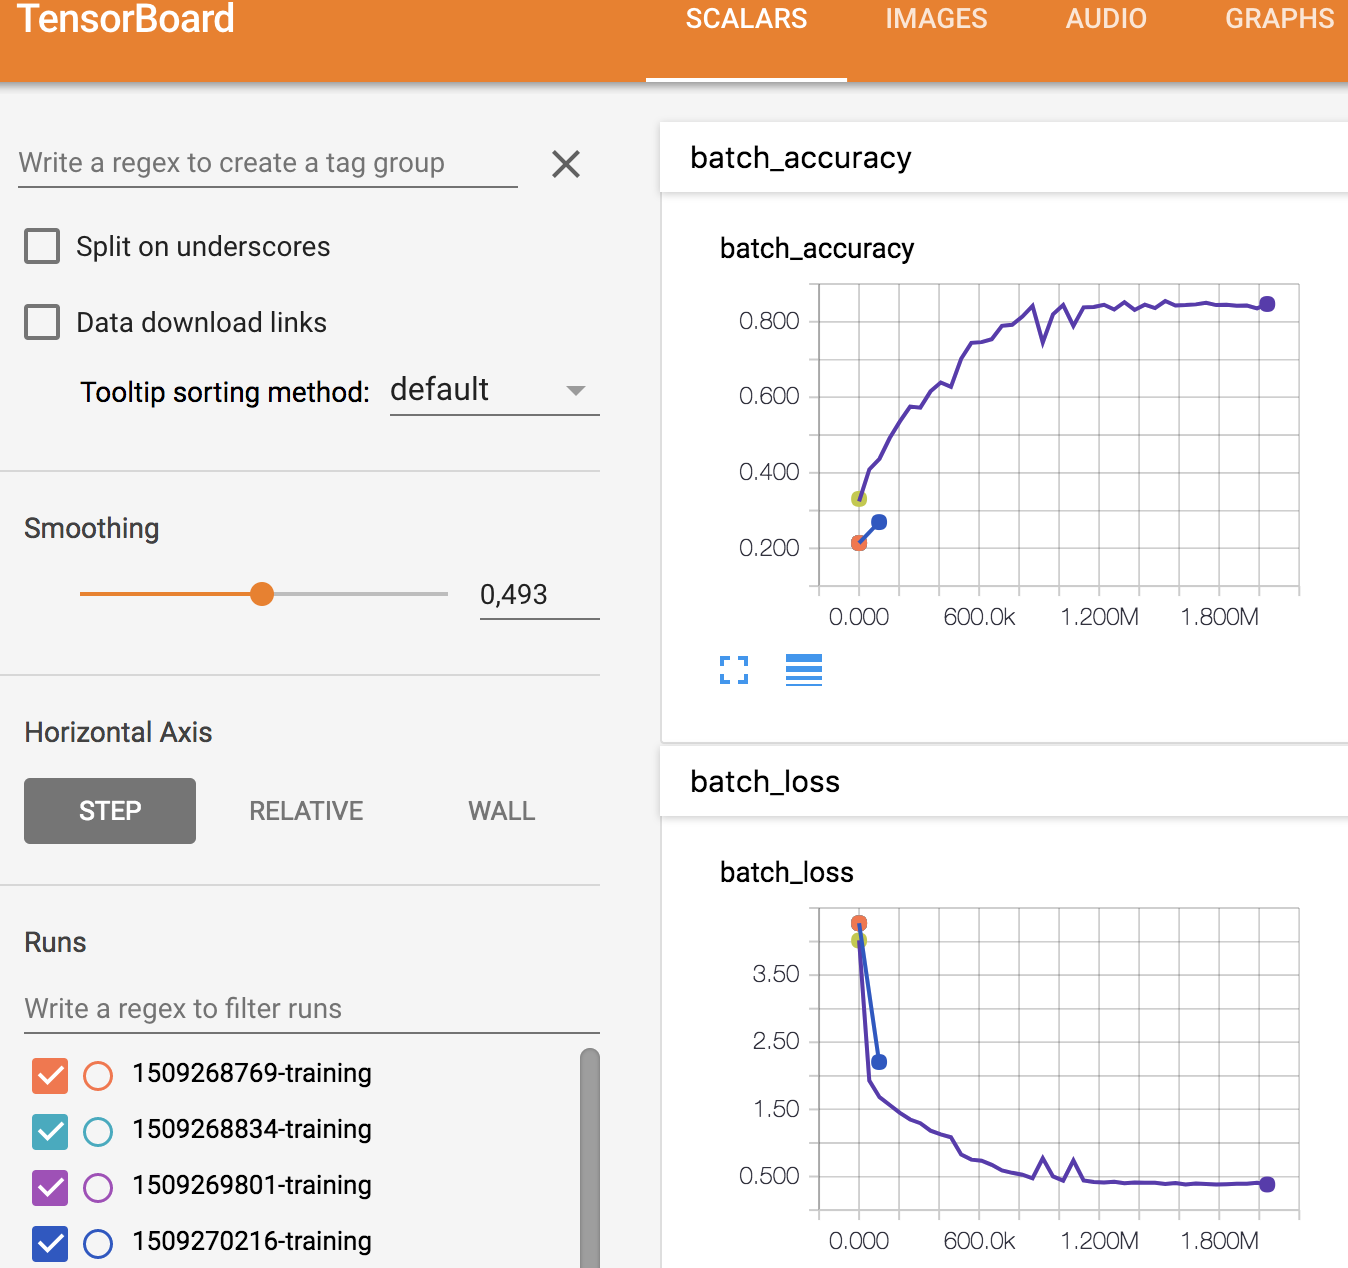 TensorBoard
SCALARS IMAGES AUDIO GRAPHS
Write a regex to create a tag group
Split on underscores
Data download links
Tooltip sorting method: default
Smoothing
0,493
Horizontal Axis
STEP RELATIVE WALL
Runs
Write a regex to filter runs
1509268769-training
1509268834-training
1509269801-training
1509270216-training
batch_accuracy
batch_accuracy
0.800
0.600
0.400
0.200
0.000 600.0k 1.200M 1.800M
batch_loss
batch_loss
3.50
2.50
1.50
0.500
0.000 600.0k 1.200M 1.800M